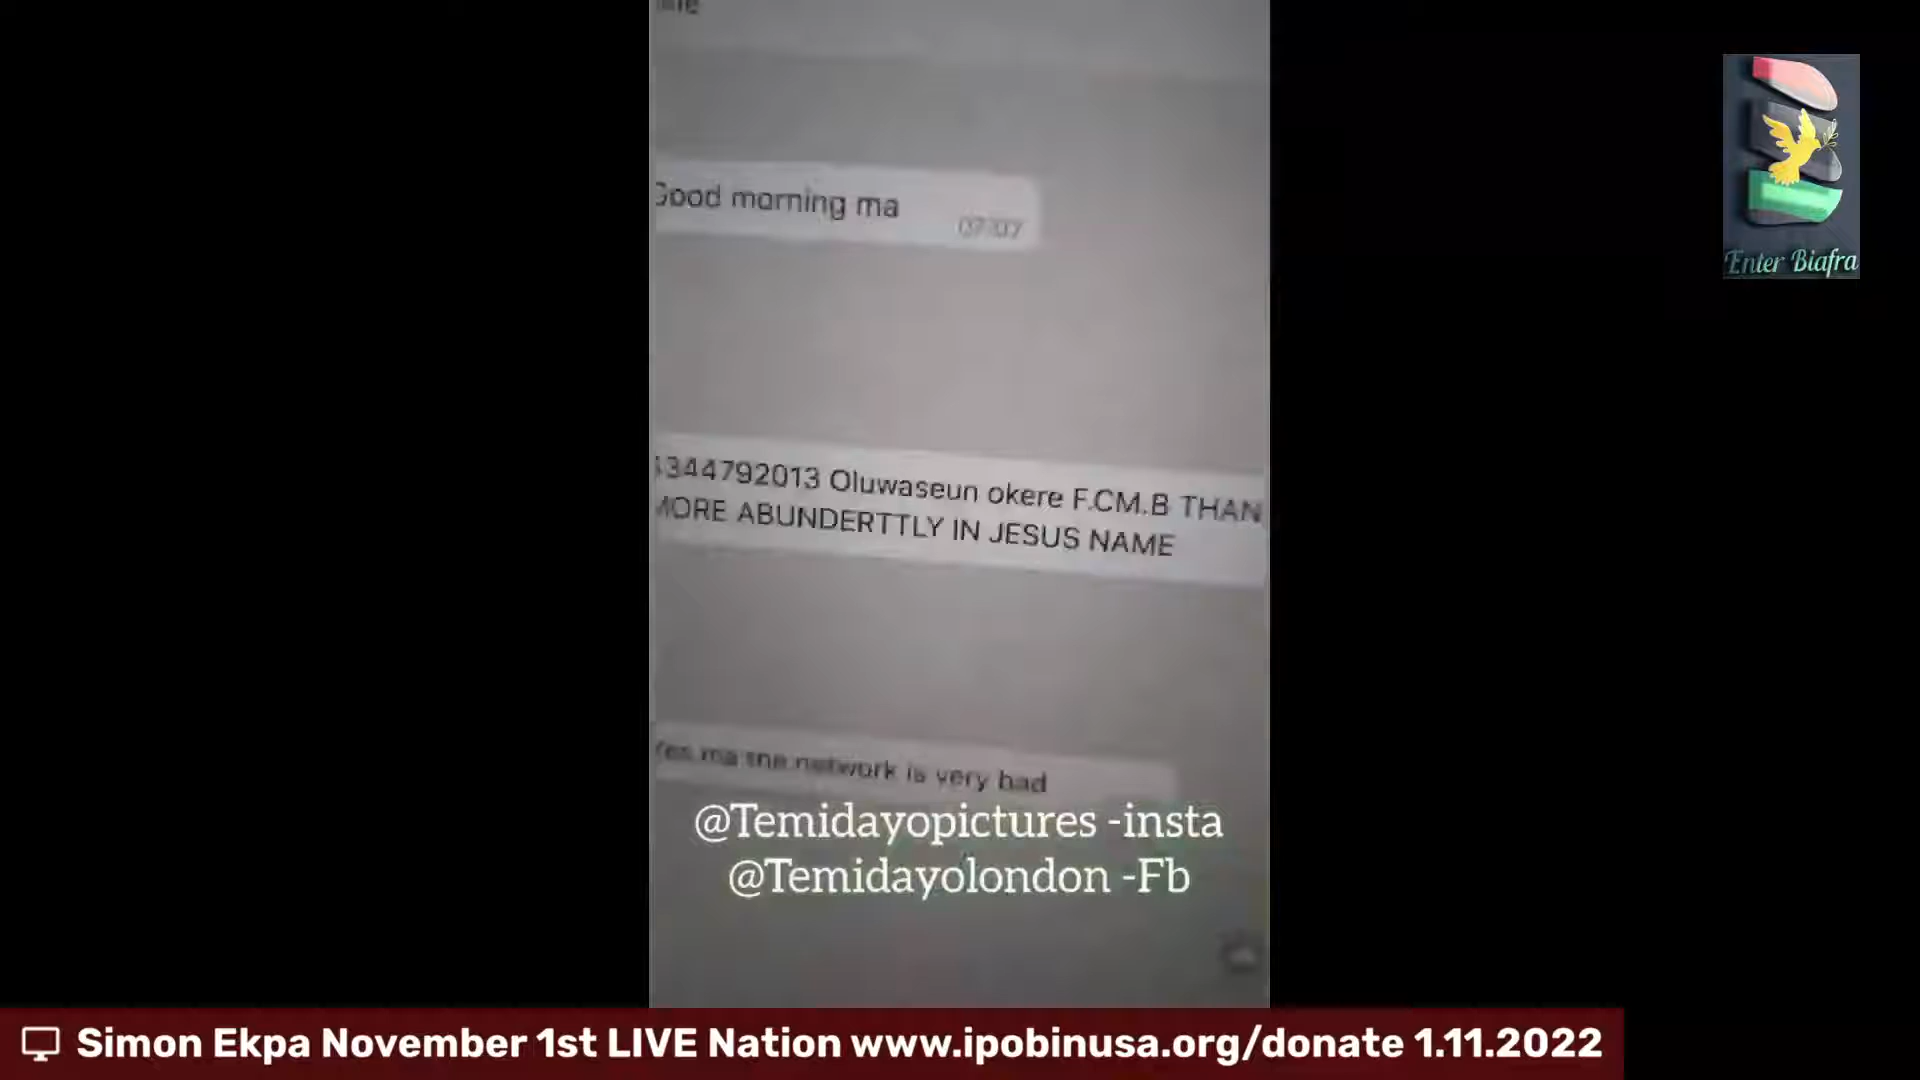 Good morning ma
07:07
344792013 Oluwaseun okere F.CM.B THAN
MORE ABUNDERTTLY IN JESUS NAME
Yes ma the network is very bad
@Temidayopictures -insta
@Temidayolondon -Fb
Enter Biafra
Simon Ekpa November 1st LIVE Nation www.ipobinusa.org/donate 1.11.2022